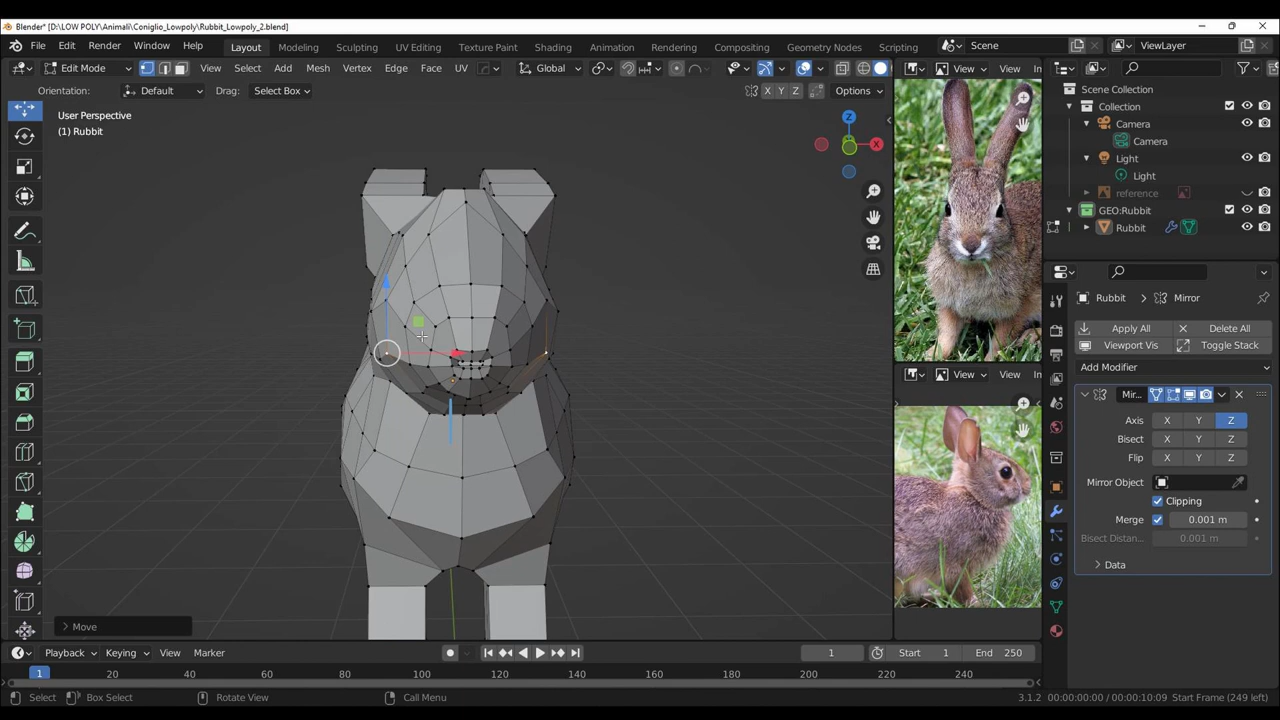 Blender* [D:\LOW POLY\Animali\Coniglio_Lowpoly\Rubbit_Lowpoly_2.blend]
File Edit Render Window Help Layout Modeling Sculpting UV Editing Texture Paint Shading Animation Rendering Compositing Geometry Nodes Scripting Scene ViewLayer
Edit Mode View Select Add Mesh Vertex Edge Face UV Global View View
Orientation: Default Drag: Select Box X Y Z Options
User Perspective
(1) Rubbit
Z
X
Move
View View
Scene Collection
Collection
Camera
Camera
Light
Light
reference
GEO:Rubbit
Rubbit
Rubbit Mirror
Apply All Delete All
Viewport Vis Toggle Stack
Add Modifier
Mir...
Axis X Y Z
Bisect X Y Z
Flip X Y Z
Mirror Object
Clipping
Merge 0.001 m
Bisect Distan... 0.001 m
Data
Playback Keying View Marker 1 Start 1 End 250
1 20 40 60 80 100 120 140 160 180 200 220 240
Select Box Select Rotate View Call Menu 3.1.2 00:00:00:00 / 00:00:10:09 Start Frame (249 left)